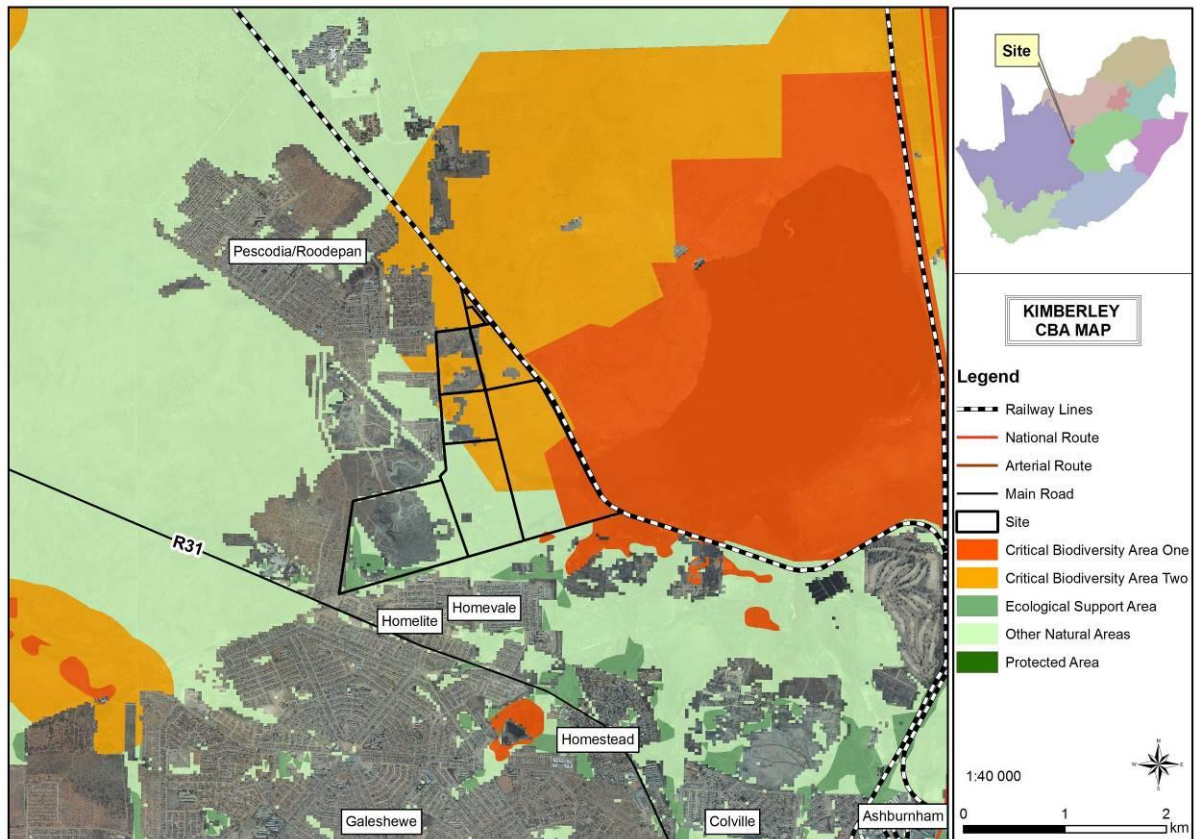 Pescodia/Roodepan
R31
Homelite
Homevale
Homestead
Galeshewe
Colville
Ashburnham
Site
KIMBERLEY
CBA MAP
Legend
Railway Lines
National Route
Arterial Route
Main Road
Site
Critical Biodiversity Area One
Critical Biodiversity Area Two
Ecological Support Area
Other Natural Areas
Protected Area
N
W
E
S
1:40 000
0 1 2
km